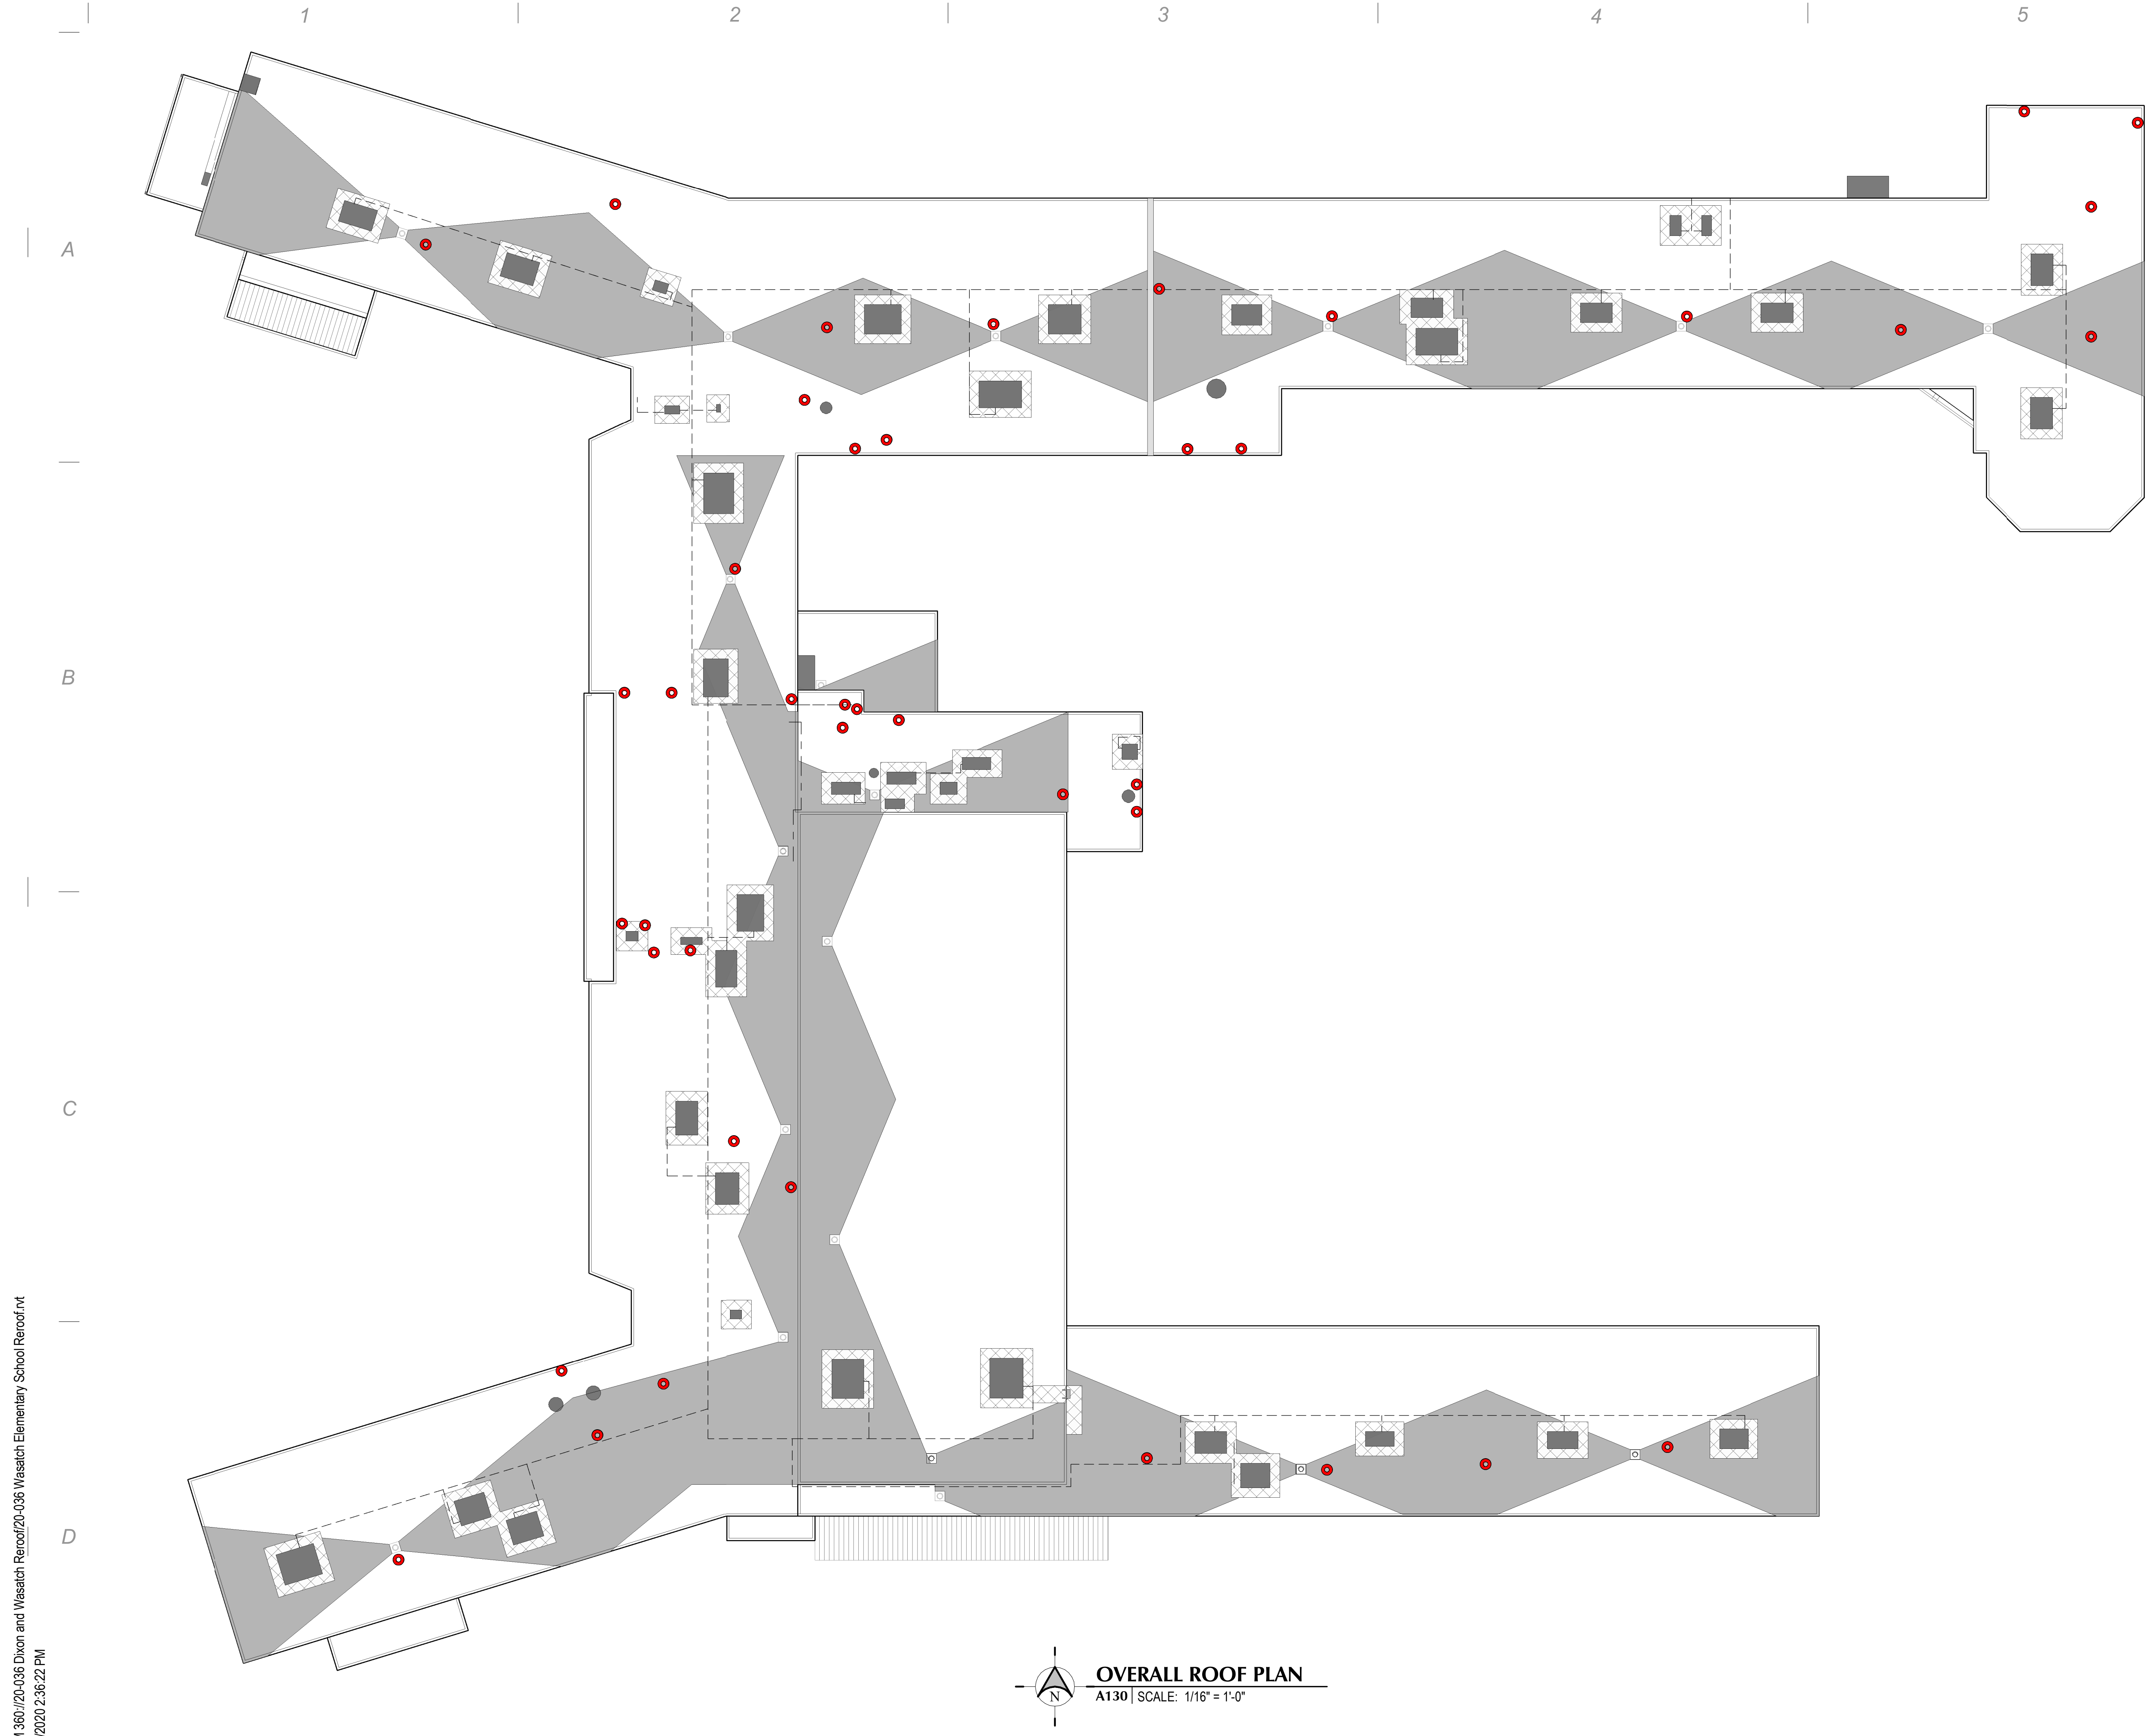 1 2 3 4 5
A
B
C
D
M 360://20-036 Dixon and Wasatch Reroof/20-036 Wasatch Elementary School Reroof.rvt
/2020 2:36:22 PM
OVERALL ROOF PLAN
N
A130 SCALE: 1/16" = 1'-0"